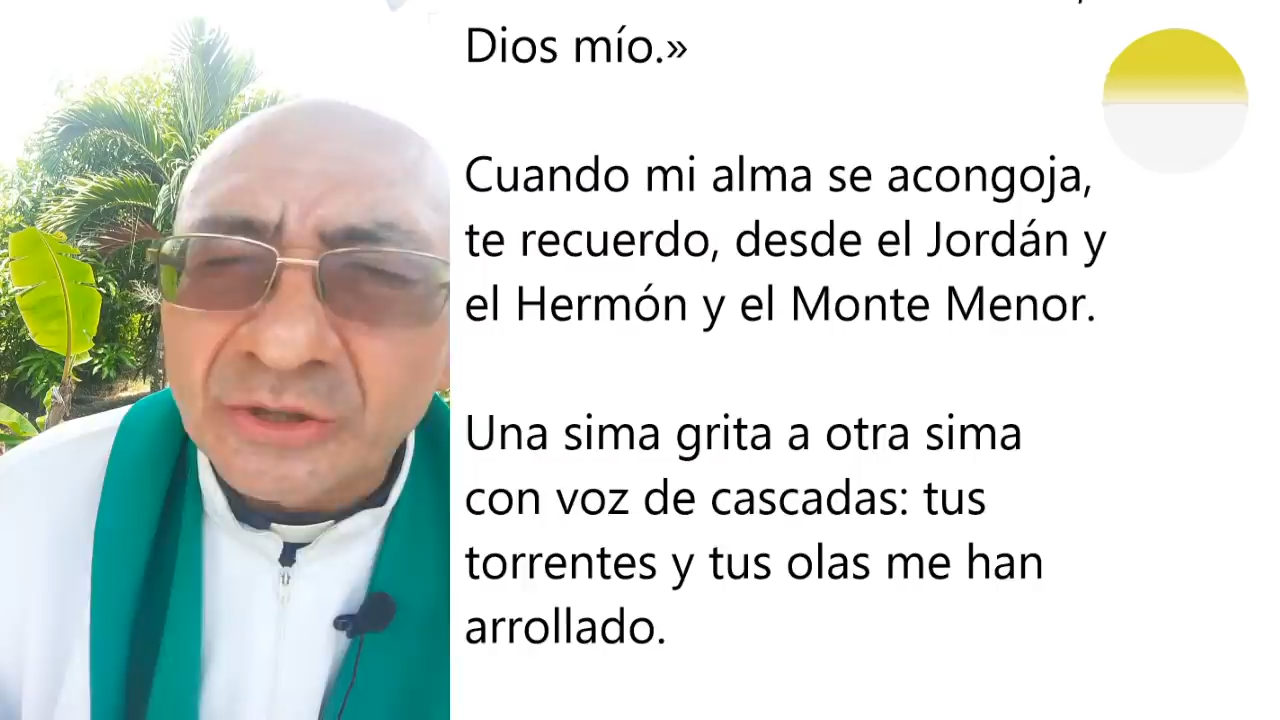 Dios mío.»
Cuando mi alma se acongoja,
te recuerdo, desde el Jordán y
el Hermón y el Monte Menor.
Una sima grita a otra sima
con voz de cascadas: tus
torrentes y tus olas me han
arrollado.